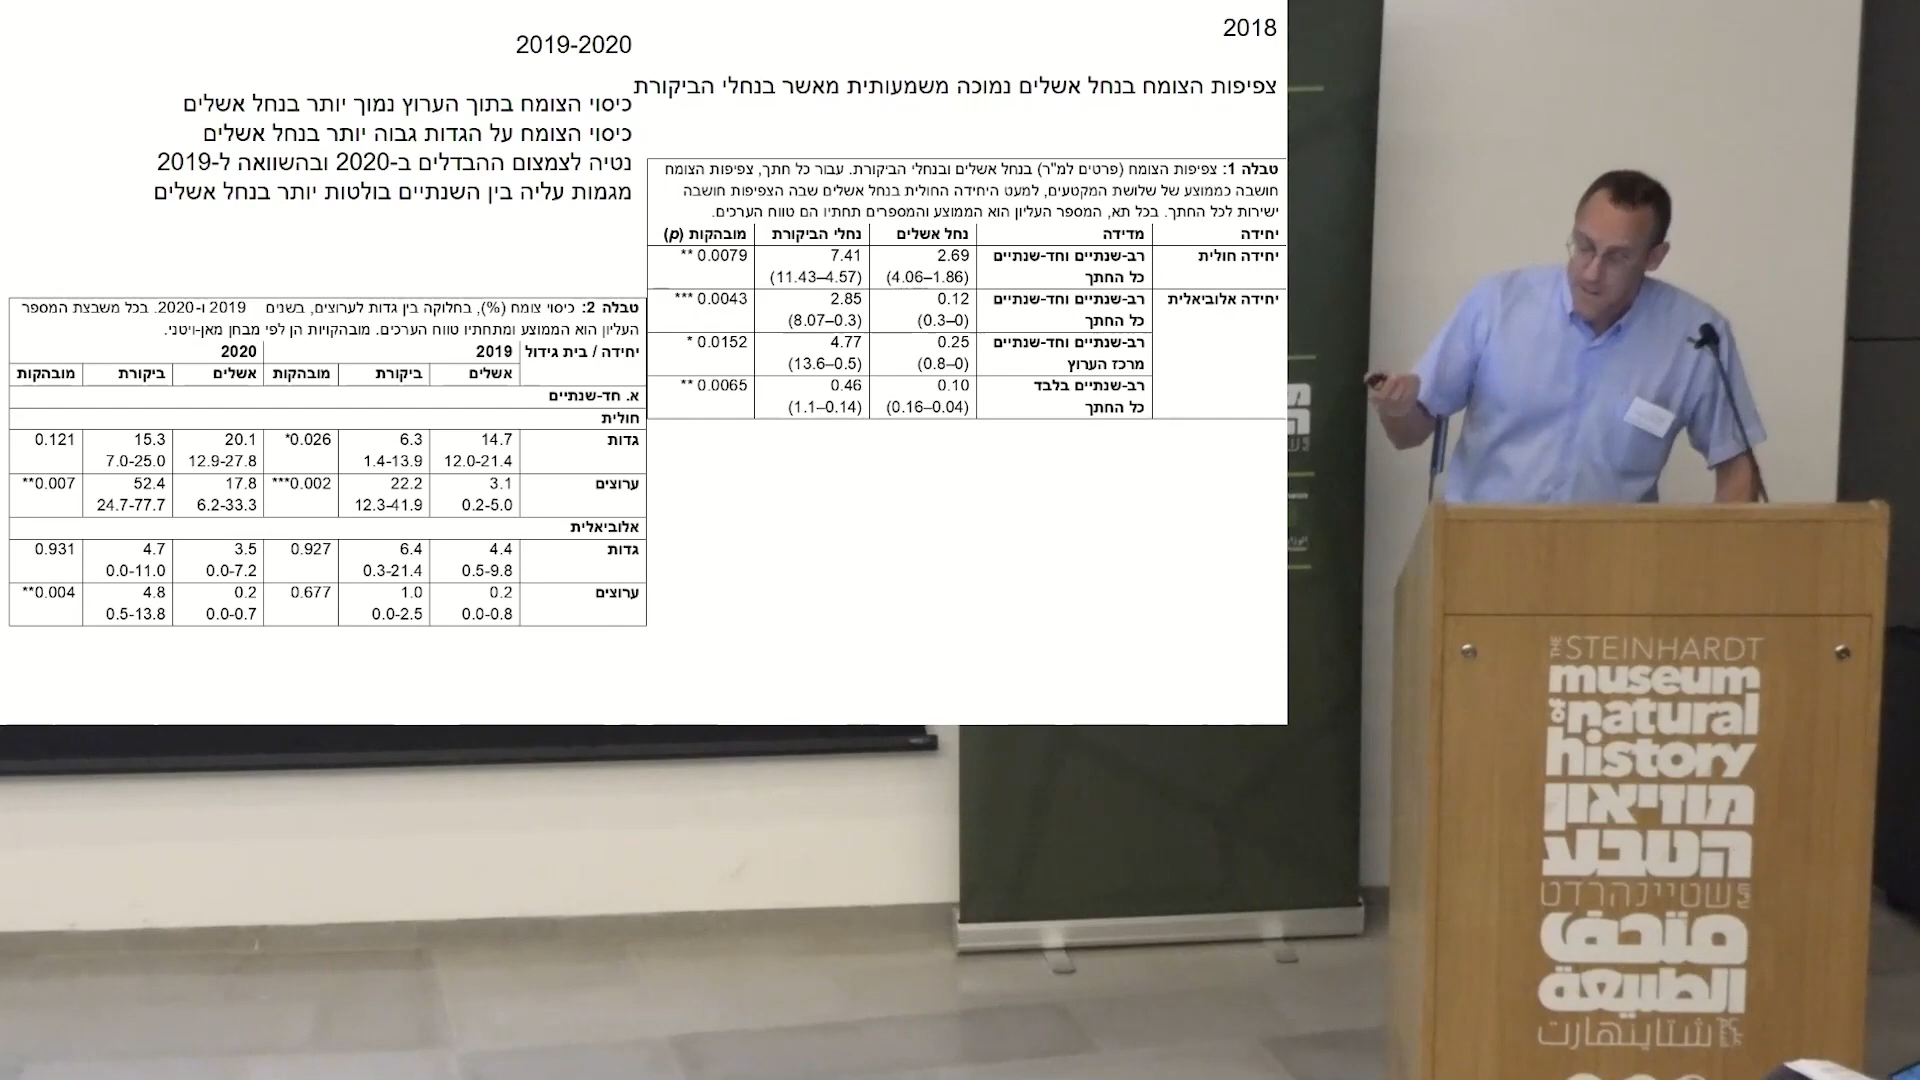 2018
צפיפות הצומח בנחל אשלים נמוכה משמעותית מאשר בנחלי הביקורת
טבלה 1: צפיפות הצומח (פרטים למ"ר) בנחל אשלים ובנחלי הביקורת. עבור כל חתך, צפיפות הצומח
חושבה כממוצע של שלושת המקטעים, למעט היחידה החולית בנחל אשלים שבה הצפיפות חושבה
ישירות לכל החתך. בכל תא, המספר העליון הוא הממוצע והמספרים תחתיו הם טווח הערכים.
יחידה מדידה נחל אשלים נחלי הביקורת מובהקות (p)
יחידה חולית רב-שנתיים וחד-שנתיים 2.69 7.41 0.0079 **
כל החתך (4.06–1.86) (11.43–4.57)
יחידה אלוביאלית רב-שנתיים וחד-שנתיים 0.12 2.85 0.0043 ***
כל החתך (0.3–0) (8.07–0.3)
רב-שנתיים וחד-שנתיים 0.25 4.77 0.0152 *
מרכז הערוץ (0.8–0) (13.6–0.5)
רב-שנתיים בלבד 0.10 0.46 0.0065 **
כל החתך (0.16–0.04) (1.1–0.14)
2019-2020
כיסוי הצומח בתוך הערוץ נמוך יותר בנחל אשלים
כיסוי הצומח על הגדות גבוה יותר בנחל אשלים
נטיה לצמצום ההבדלים ב-2020 ובהשוואה ל-2019
מגמות עליה בין השנתיים בולטות יותר בנחל אשלים
טבלה 2: כיסוי צומח (%), בחלוקה בין גדות לערוצים, בשנים 2019 ו-2020. בכל משבצת המספר
העליון הוא הממוצע ומתחתיו טווח הערכים. מובהקויות הן לפי מבחן מאן-ויטני.
יחידה / בית גידול 2019 2020
אשלים ביקורת מובהקות אשלים ביקורת מובהקות
א. חד-שנתיים
חולית
גדות 14.7 6.3 *0.026 20.1 15.3 0.121
12.0-21.4 1.4-13.9 12.9-27.8 7.0-25.0
ערוצים 3.1 22.2 ***0.002 17.8 52.4 **0.007
0.2-5.0 12.3-41.9 6.2-33.3 24.7-77.7
אלוביאלית
גדות 4.4 6.4 0.927 3.5 4.7 0.931
0.5-9.8 0.3-21.4 0.0-7.2 0.0-11.0
ערוצים 0.2 1.0 0.677 0.2 4.8 **0.004
0.0-0.8 0.0-2.5 0.0-0.7 0.5-13.8
THE STEINHARDT
museum
of natural
history
מוזיאון
הטבע
ע"ש שטיינהרדט
متحف
الطبيعة
شتاينهارت